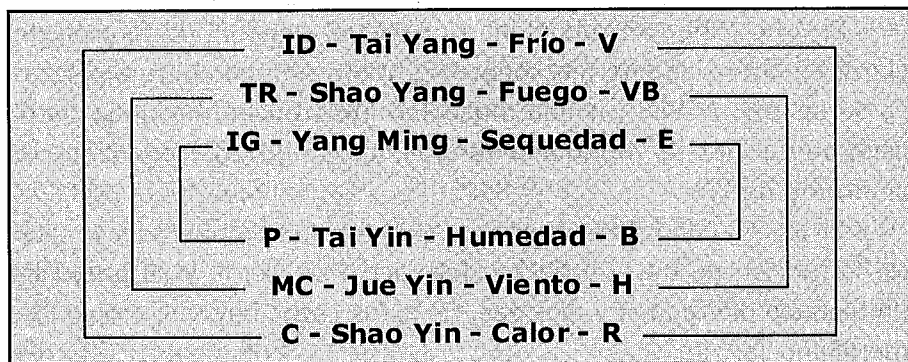 ID - Tai Yang - Frío - V
TR - Shao Yang - Fuego - VB
IG - Yang Ming - Sequedad - E
P - Tai Yin - Humedad - B
MC - Jue Yin - Viento - H
C - Shao Yin - Calor - R